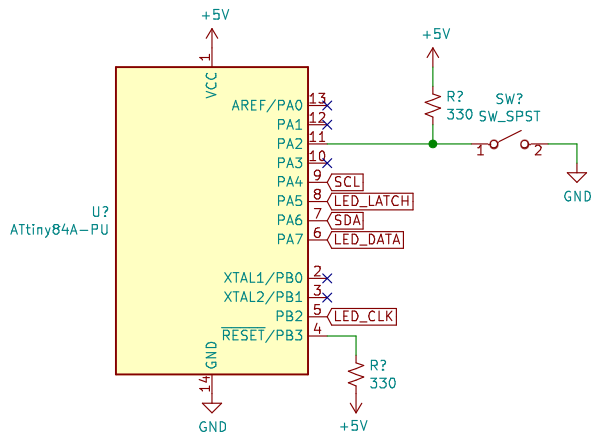 +5V
+5V
1
VCC
AREF/PA0 13
PA1 12
PA2 11
PA3 10
PA4 9 SCL
PA5 8 LED_LATCH
PA6 7 SDA
PA7 6 LED_DATA
XTAL1/PB0 2
XTAL2/PB1 3
PB2 5 LED_CLK
RESET/PB3 4
U?
ATtiny84A-PU
GND
14
GND
R?
330
+5V
R?
330
SW?
SW_SPST
1 2
GND